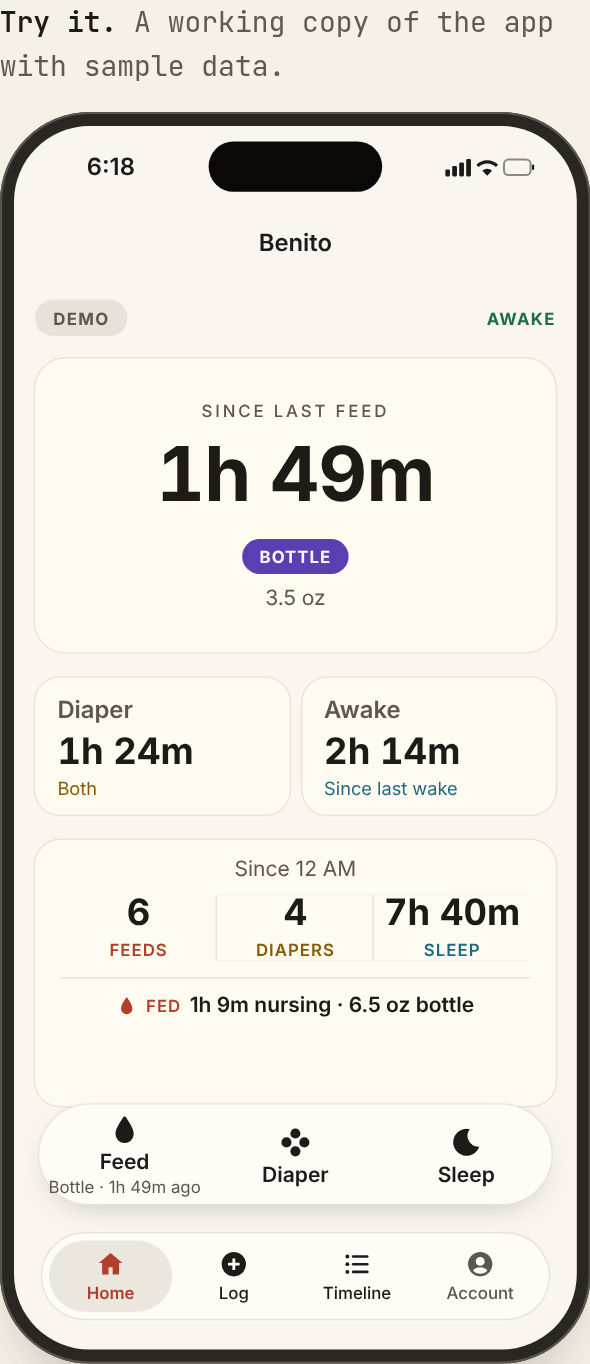 Try it. A working copy of the app
with sample data.
6:18
Benito
DEMO
AWAKE
SINCE LAST FEED
1h 49m
BOTTLE
3.5 oz
Diaper
1h 24m
Both
Awake
2h 14m
Since last wake
Since 12 AM
6
FEEDS
4
DIAPERS
7h 40m
SLEEP
FED 1h 9m nursing · 6.5 oz bottle
Feed
Bottle · 1h 49m ago
Diaper
Sleep
Home
Log
Timeline
Account